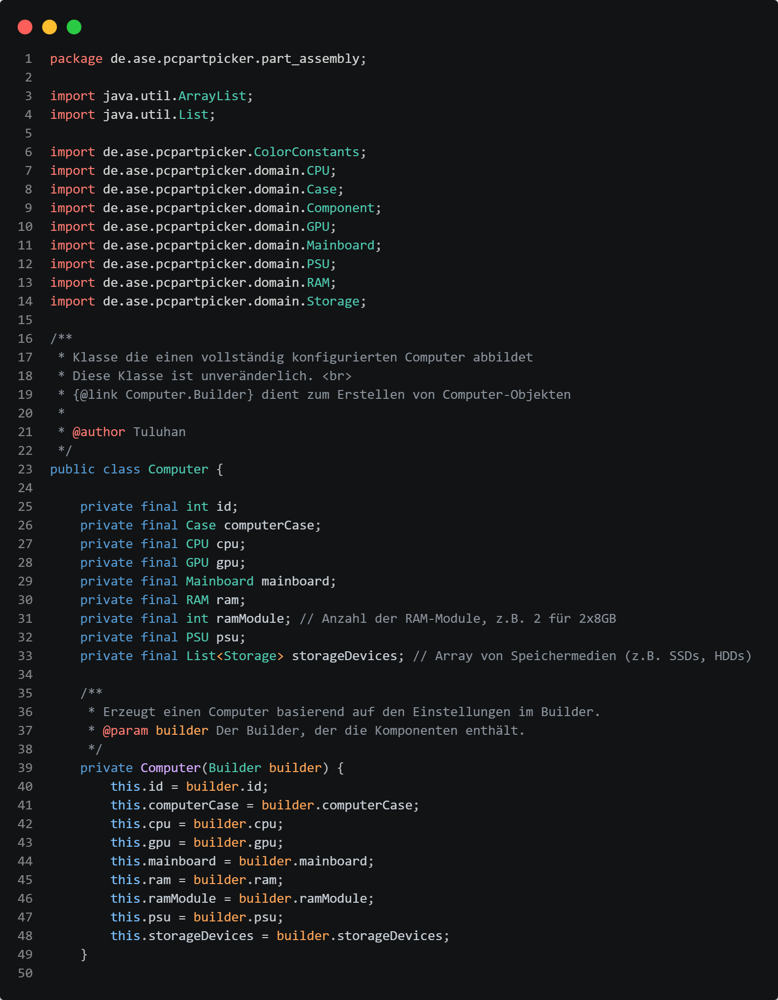 1 package de.ase.pcpartpicker.part_assembly;
2
3 import java.util.ArrayList;
4 import java.util.List;
5
6 import de.ase.pcpartpicker.ColorConstants;
7 import de.ase.pcpartpicker.domain.CPU;
8 import de.ase.pcpartpicker.domain.Case;
9 import de.ase.pcpartpicker.domain.Component;
10 import de.ase.pcpartpicker.domain.GPU;
11 import de.ase.pcpartpicker.domain.Mainboard;
12 import de.ase.pcpartpicker.domain.PSU;
13 import de.ase.pcpartpicker.domain.RAM;
14 import de.ase.pcpartpicker.domain.Storage;
15
16 /**
17  * Klasse die einen vollständig konfigurierten Computer abbildet
18  * Diese Klasse ist unveränderlich. <br>
19  * {@link Computer.Builder} dient zum Erstellen von Computer-Objekten
20  *
21  * @author Tuluhan
22  */
23 public class Computer {
24
25     private final int id;
26     private final Case computerCase;
27     private final CPU cpu;
28     private final GPU gpu;
29     private final Mainboard mainboard;
30     private final RAM ram;
31     private final int ramModule; // Anzahl der RAM-Module, z.B. 2 für 2x8GB
32     private final PSU psu;
33     private final List<Storage> storageDevices; // Array von Speichermedien (z.B. SSDs, HDDs)
34
35     /**
36      * Erzeugt einen Computer basierend auf den Einstellungen im Builder.
37      * @param builder Der Builder, der die Komponenten enthält.
38      */
39     private Computer(Builder builder) {
40         this.id = builder.id;
41         this.computerCase = builder.computerCase;
42         this.cpu = builder.cpu;
43         this.gpu = builder.gpu;
44         this.mainboard = builder.mainboard;
45         this.ram = builder.ram;
46         this.ramModule = builder.ramModule;
47         this.psu = builder.psu;
48         this.storageDevices = builder.storageDevices;
49     }
50